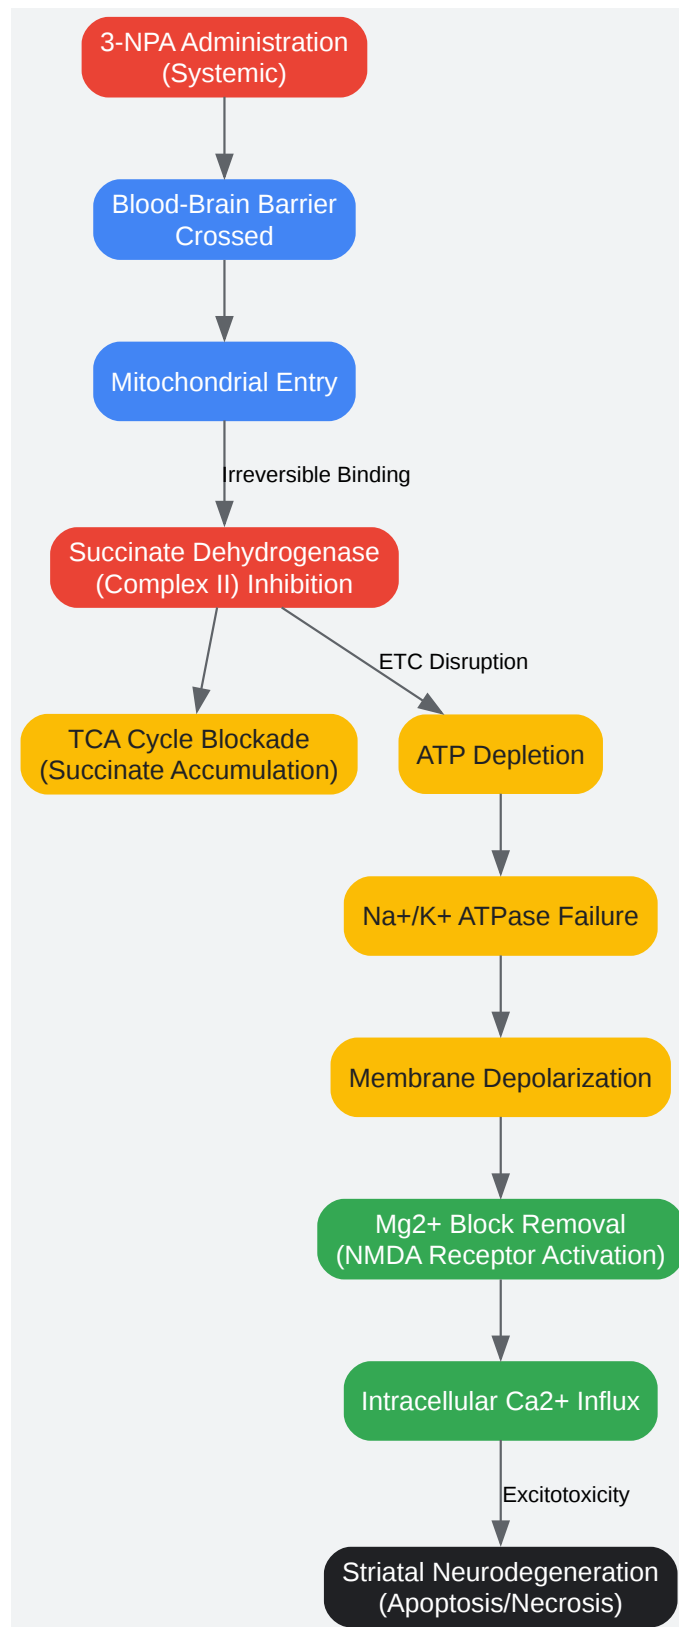 3-NPA Administration
(Systemic)
Blood-Brain Barrier
Crossed
Mitochondrial Entry
Irreversible Binding
Succinate Dehydrogenase
(Complex II) Inhibition
ETC Disruption
TCA Cycle Blockade
(Succinate Accumulation)
ATP Depletion
Na+/K+ ATPase Failure
Membrane Depolarization
Mg2+ Block Removal
(NMDA Receptor Activation)
Intracellular Ca2+ Influx
Excitotoxicity
Striatal Neurodegeneration
(Apoptosis/Necrosis)